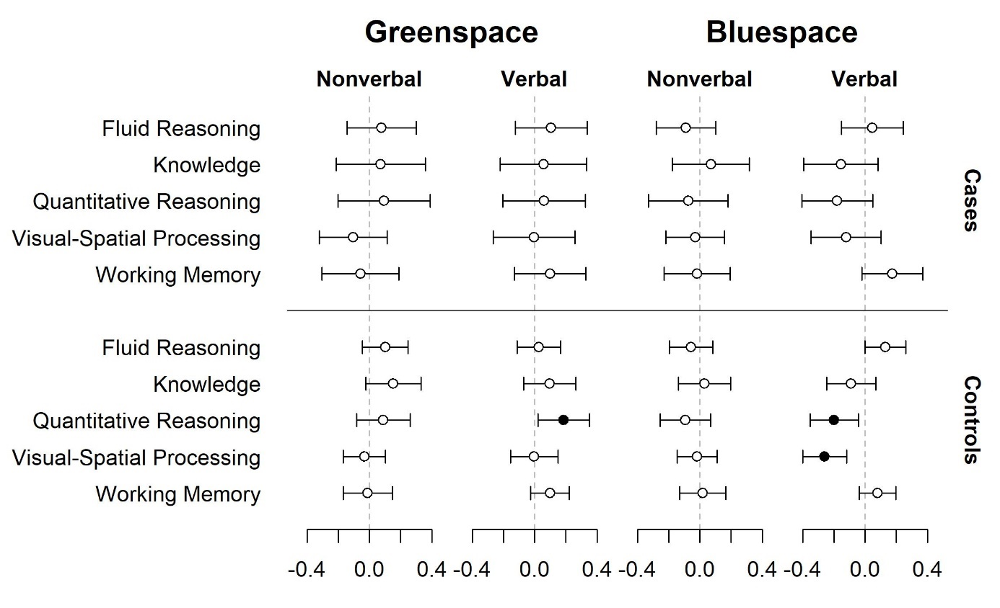 Greenspace Bluespace
Nonverbal Verbal Nonverbal Verbal
Fluid Reasoning
Knowledge
Quantitative Reasoning
Visual-Spatial Processing
Working Memory
Cases
Fluid Reasoning
Knowledge
Quantitative Reasoning
Visual-Spatial Processing
Working Memory
Controls
-0.4 0.0 0.4 -0.4 0.0 0.4 -0.4 0.0 0.4 -0.4 0.0 0.4